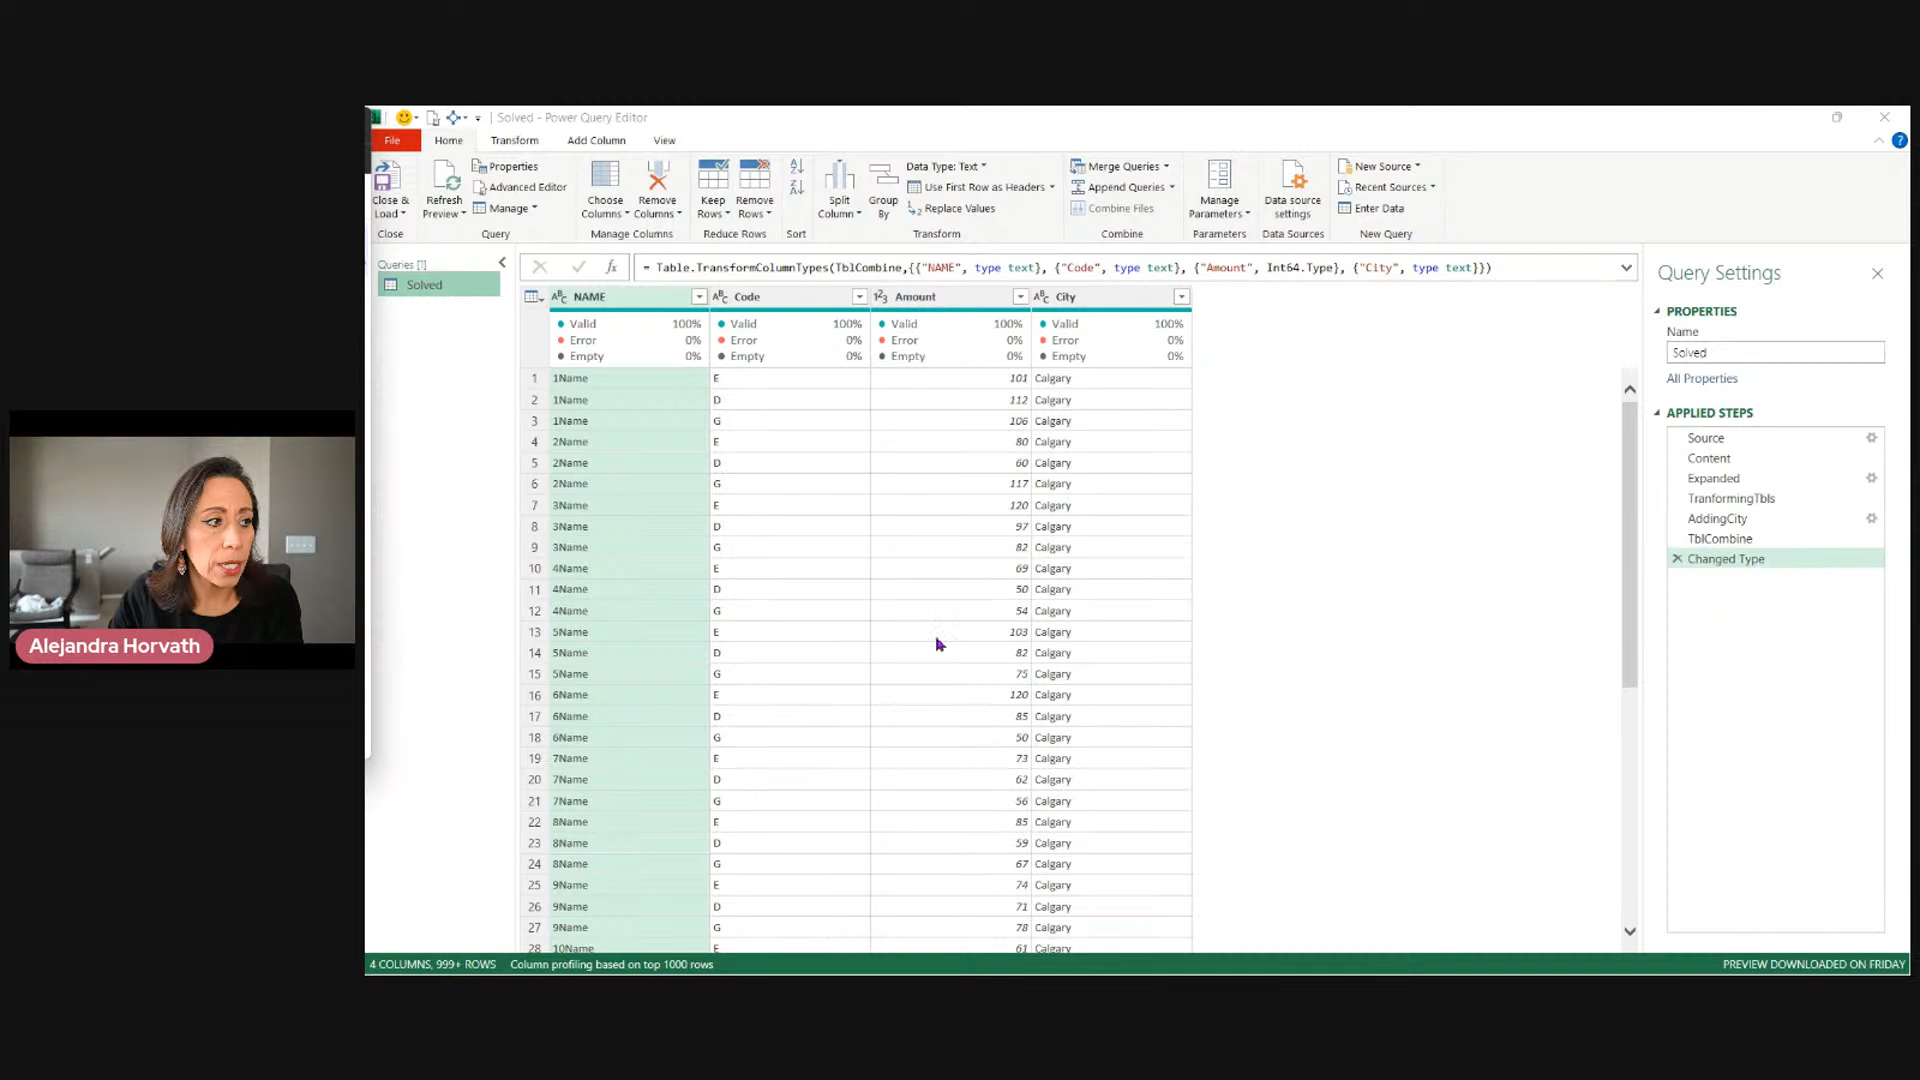 Solved - Power Query Editor
File Home Transform Add Column View
Close & Load
Close
Refresh Preview
Properties
Advanced Editor
Manage
Query
Choose Columns
Remove Columns
Manage Columns
Keep Rows
Remove Rows
Reduce Rows
Sort
Split Column
Group By
Data Type: Text
Use First Row as Headers
Replace Values
Transform
Merge Queries
Append Queries
Combine Files
Combine
Manage Parameters
Parameters
Data source settings
Data Sources
New Source
Recent Sources
Enter Data
New Query
Queries [1]
Solved
= Table.TransformColumnTypes(TblCombine,{{"NAME", type text}, {"Code", type text}, {"Amount", Int64.Type}, {"City", type text}})
NAME Code Amount City
Valid 100% Valid 100% Valid 100% Valid 100%
Error 0% Error 0% Error 0% Error 0%
Empty 0% Empty 0% Empty 0% Empty 0%
1 1Name E 101 Calgary
2 1Name D 112 Calgary
3 1Name G 106 Calgary
4 2Name E 80 Calgary
5 2Name D 60 Calgary
6 2Name G 117 Calgary
7 3Name E 120 Calgary
8 3Name D 97 Calgary
9 3Name G 82 Calgary
10 4Name E 69 Calgary
11 4Name D 50 Calgary
12 4Name G 54 Calgary
13 5Name E 103 Calgary
14 5Name D 82 Calgary
15 5Name G 75 Calgary
16 6Name E 120 Calgary
17 6Name D 85 Calgary
18 6Name G 50 Calgary
19 7Name E 73 Calgary
20 7Name D 62 Calgary
21 7Name G 56 Calgary
22 8Name E 85 Calgary
23 8Name D 59 Calgary
24 8Name G 67 Calgary
25 9Name E 74 Calgary
26 9Name D 71 Calgary
27 9Name G 78 Calgary
28 10Name E 61 Calgary
Query Settings
PROPERTIES
Name
Solved
All Properties
APPLIED STEPS
Source
Content
Expanded
TranformingTbls
AddingCity
TblCombine
Changed Type
4 COLUMNS, 999+ ROWS Column profiling based on top 1000 rows
PREVIEW DOWNLOADED ON FRIDAY
Alejandra Horvath